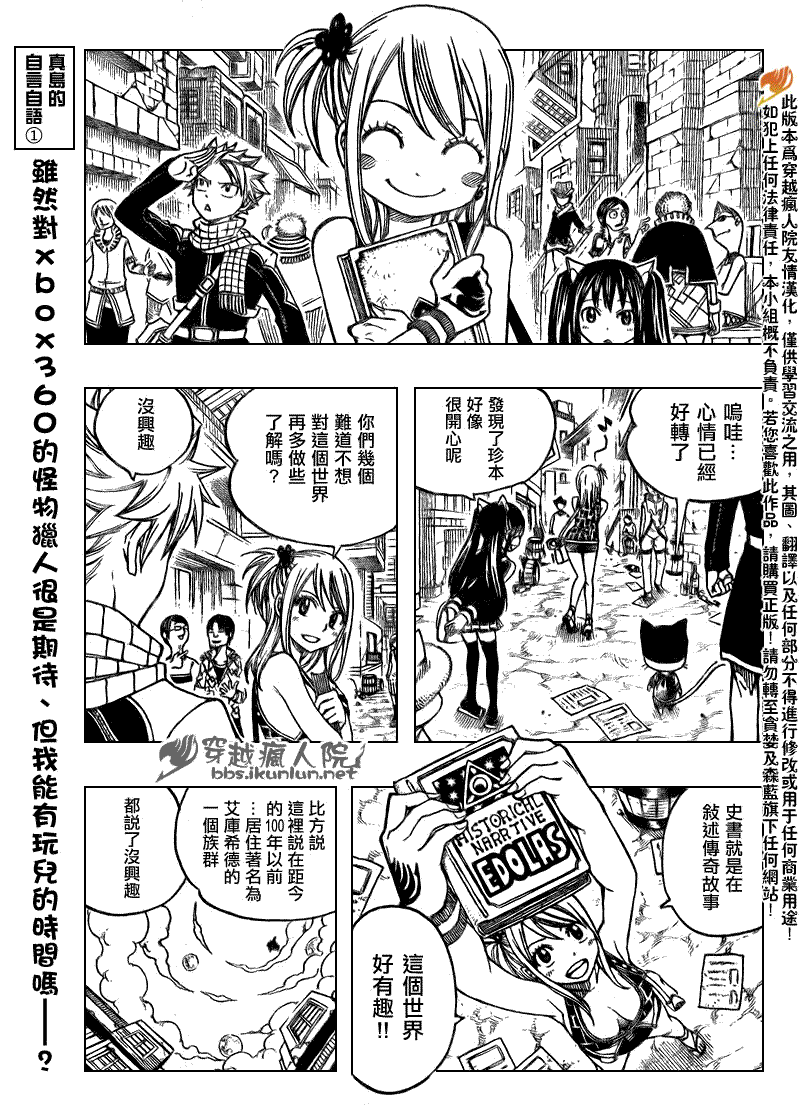 此版本爲穿越瘋人院友情漢化，僅供學習交流之用，其圖、翻譯以及任何部分不得進行修改或用于任何商業用途！
如犯上任何法律責任，本小組概不負責。若您喜歡此作品，請購買正版！請勿轉至貪婪及森藍旗下任何網站！
嗚哇…
心情已經
好轉了
發現了珍本
好像
很開心呢
你們幾個
難道不想
對這個世界
再多做些
了解嗎？
沒興趣
史書就是在
敍述傳奇故事
HISTORICAL
NARRTIVE
EDOLAS
這個世界
好有趣！！
比方說
這裡說在距今
的100年以前
…居住著名為
艾庫希德的
一個族群
都説了沒興趣
穿越瘋人院
bbs.ikunlun.net
真島的
自言自語①
雖然對xbox360的怪物獵人很是期待、但我能有玩兒的時間嗎——？